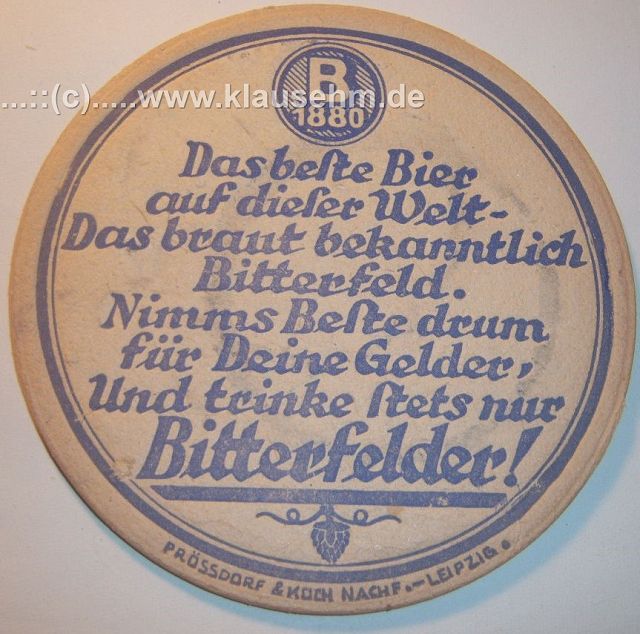 B
1880
...::(c).....www.klausehm.de
Das beſte Bier
auf dieſer Welt-
Das braut bekanntlich
Bitterfeld.
Nimms Beſte drum
für Deine Gelder,
Und trinke ſtets nur
Bitterfelder!
PRÖSSDORF & KOCH NACHF.-LEIPZIG.